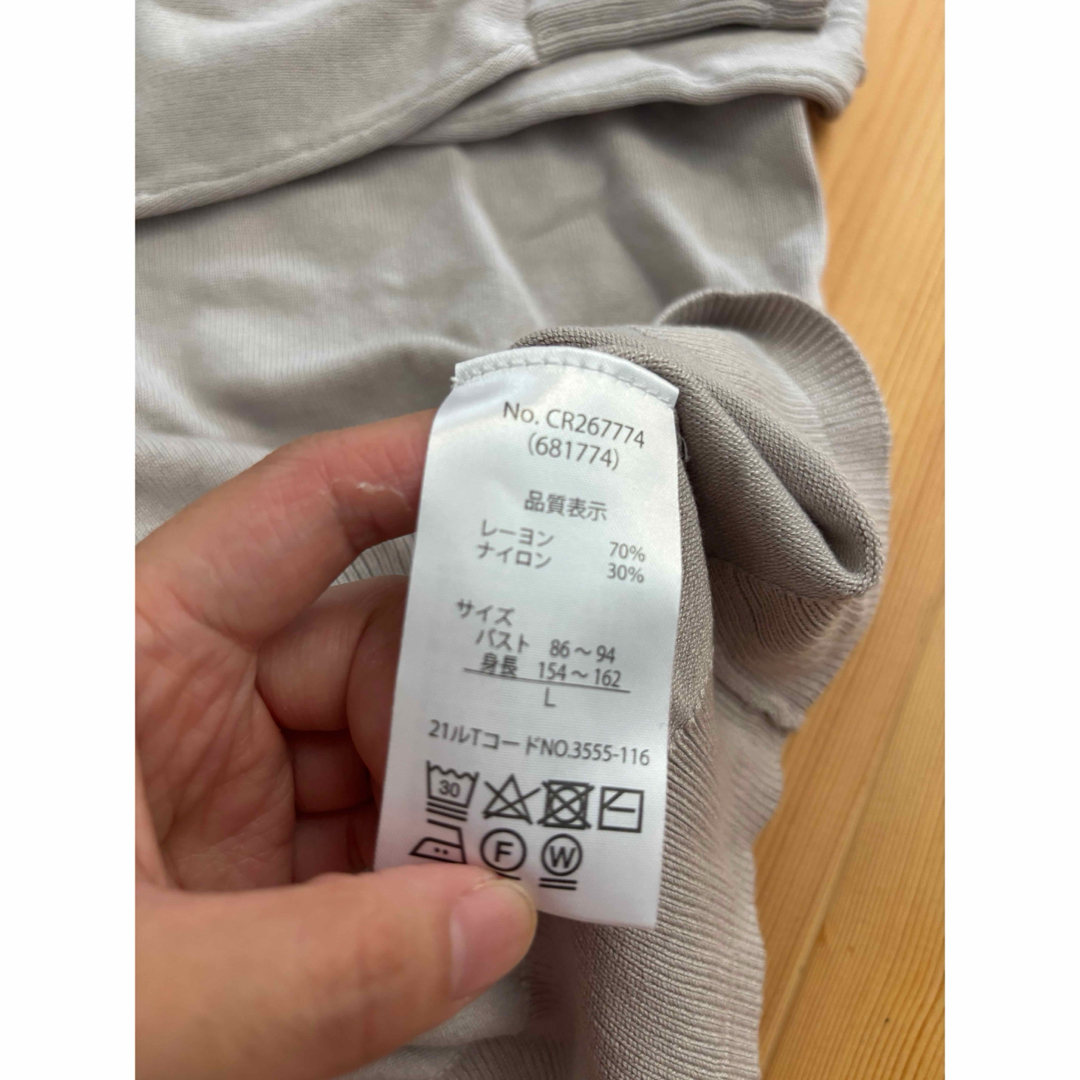 No. CR267774
(681774)
品質表示
レーヨン 70%
ナイロン 30%
サイズ
バスト 86～94
身長 154～162
L
21ルTコードNO.3555-116
30
F W